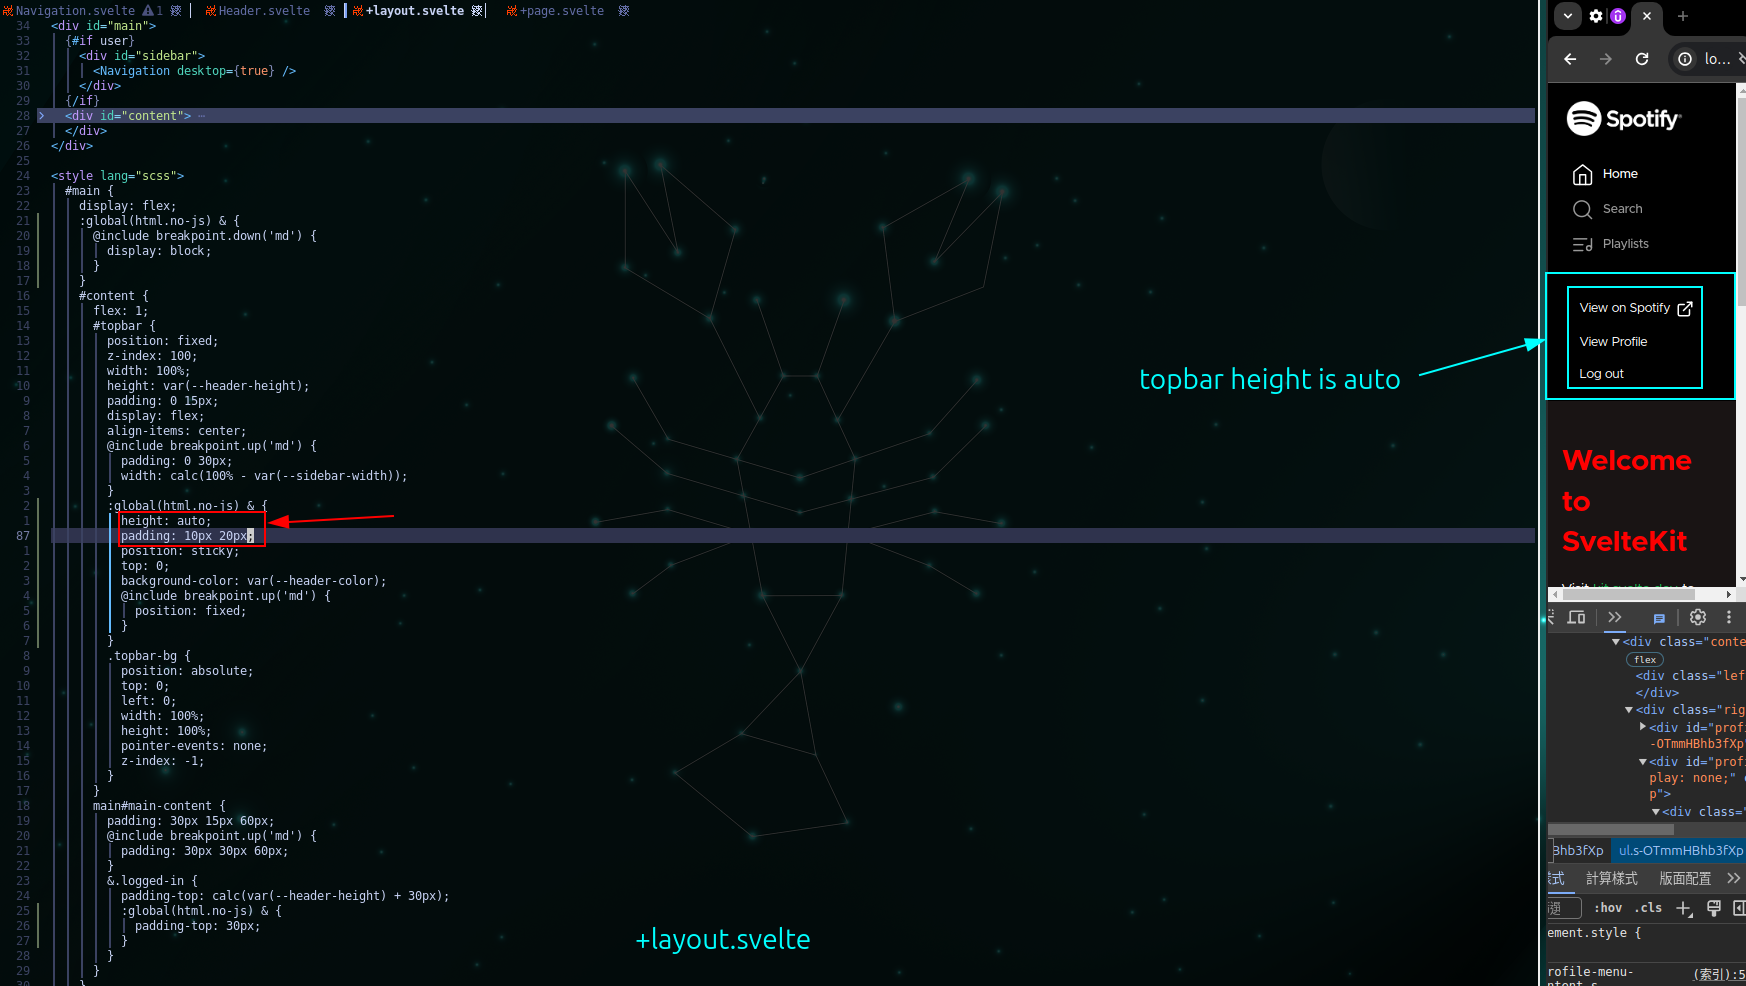 Navigation.svelte 1
Header.svelte
+layout.svelte
+page.svelte
34 <div id="main">
33 {#if user}
32 <div id="sidebar">
31 <Navigation desktop={true} />
30 </div>
29 {/if}
28 <div id="content"> ⋯
27 </div>
26 </div>
25
24 <style lang="scss">
23 #main {
22 display: flex;
21 :global(html.no-js) & {
20 @include breakpoint.down('md') {
19 display: block;
18 }
17 }
16 #content {
15 flex: 1;
14 #topbar {
13 position: fixed;
12 z-index: 100;
11 width: 100%;
10 height: var(--header-height);
9 padding: 0 15px;
8 display: flex;
7 align-items: center;
6 @include breakpoint.up('md') {
5 padding: 0 30px;
4 width: calc(100% - var(--sidebar-width));
3 }
2 :global(html.no-js) & {
1 height: auto;
87 padding: 10px 20px;
1 position: sticky;
2 top: 0;
3 background-color: var(--header-color);
4 @include breakpoint.up('md') {
5 position: fixed;
6 }
7 }
8 .topbar-bg {
9 position: absolute;
10 top: 0;
11 left: 0;
12 width: 100%;
13 height: 100%;
14 pointer-events: none;
15 z-index: -1;
16 }
17 }
18 main#main-content {
19 padding: 30px 15px 60px;
20 @include breakpoint.up('md') {
21 padding: 30px 30px 60px;
22 }
23 &.logged-in {
24 padding-top: calc(var(--header-height) + 30px);
25 :global(html.no-js) & {
26 padding-top: 30px;
27 }
28 }
29 }
30 }
topbar height is auto
+layout.svelte
lo...
Spotify
Home
Search
Playlists
View on Spotify
View Profile
Log out
Welcome
to
SvelteKit
Visit kit.svelte.dev to
<div class="conte
flex
<div class="lef
</div>
<div class="rig
<div id="prof
-OTmmHBhb3fXp
<div id="prof
play: none;"
p">
<div class=
Bhb3fXp ul.s-OTmmHBhb3fXp
樣式 計算樣式 版面配置
:hov .cls
ement.style {
rofile-menu-
(索引):5
ntent.s